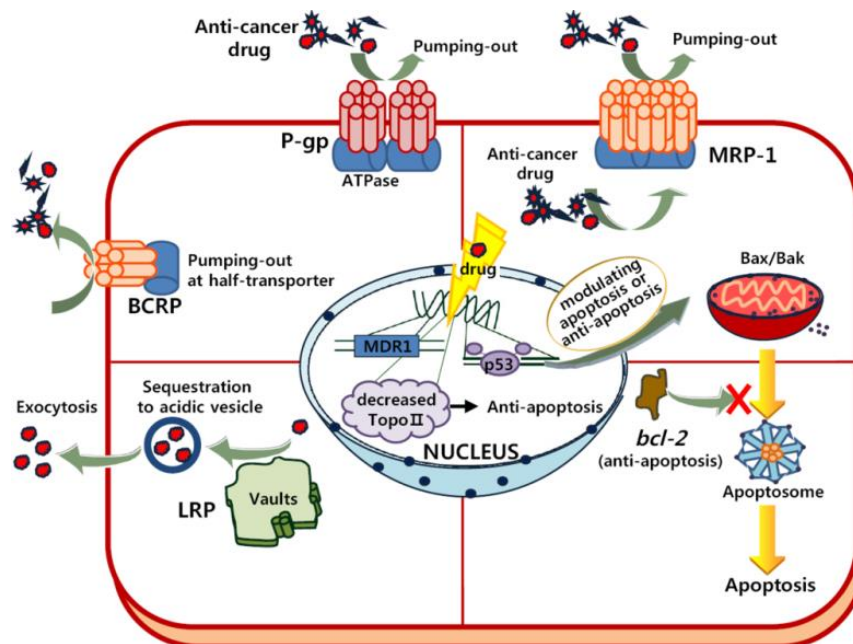 Anti-cancer
drug
Pumping-out
Pumping-out
P-gp
ATPase
MRP-1
Anti-cancer
drug
BCRP
Pumping-out
at half-transporter
drug
modulating
apoptosis or
anti-apoptosis
Bax/Bak
MDR1
p53
decreased
TopoⅡ
Anti-apoptosis
NUCLEUS
Exocytosis
Sequestration
to acidic vesicle
LRP
Vaults
bcl-2
(anti-apoptosis)
Apoptosome
Apoptosis